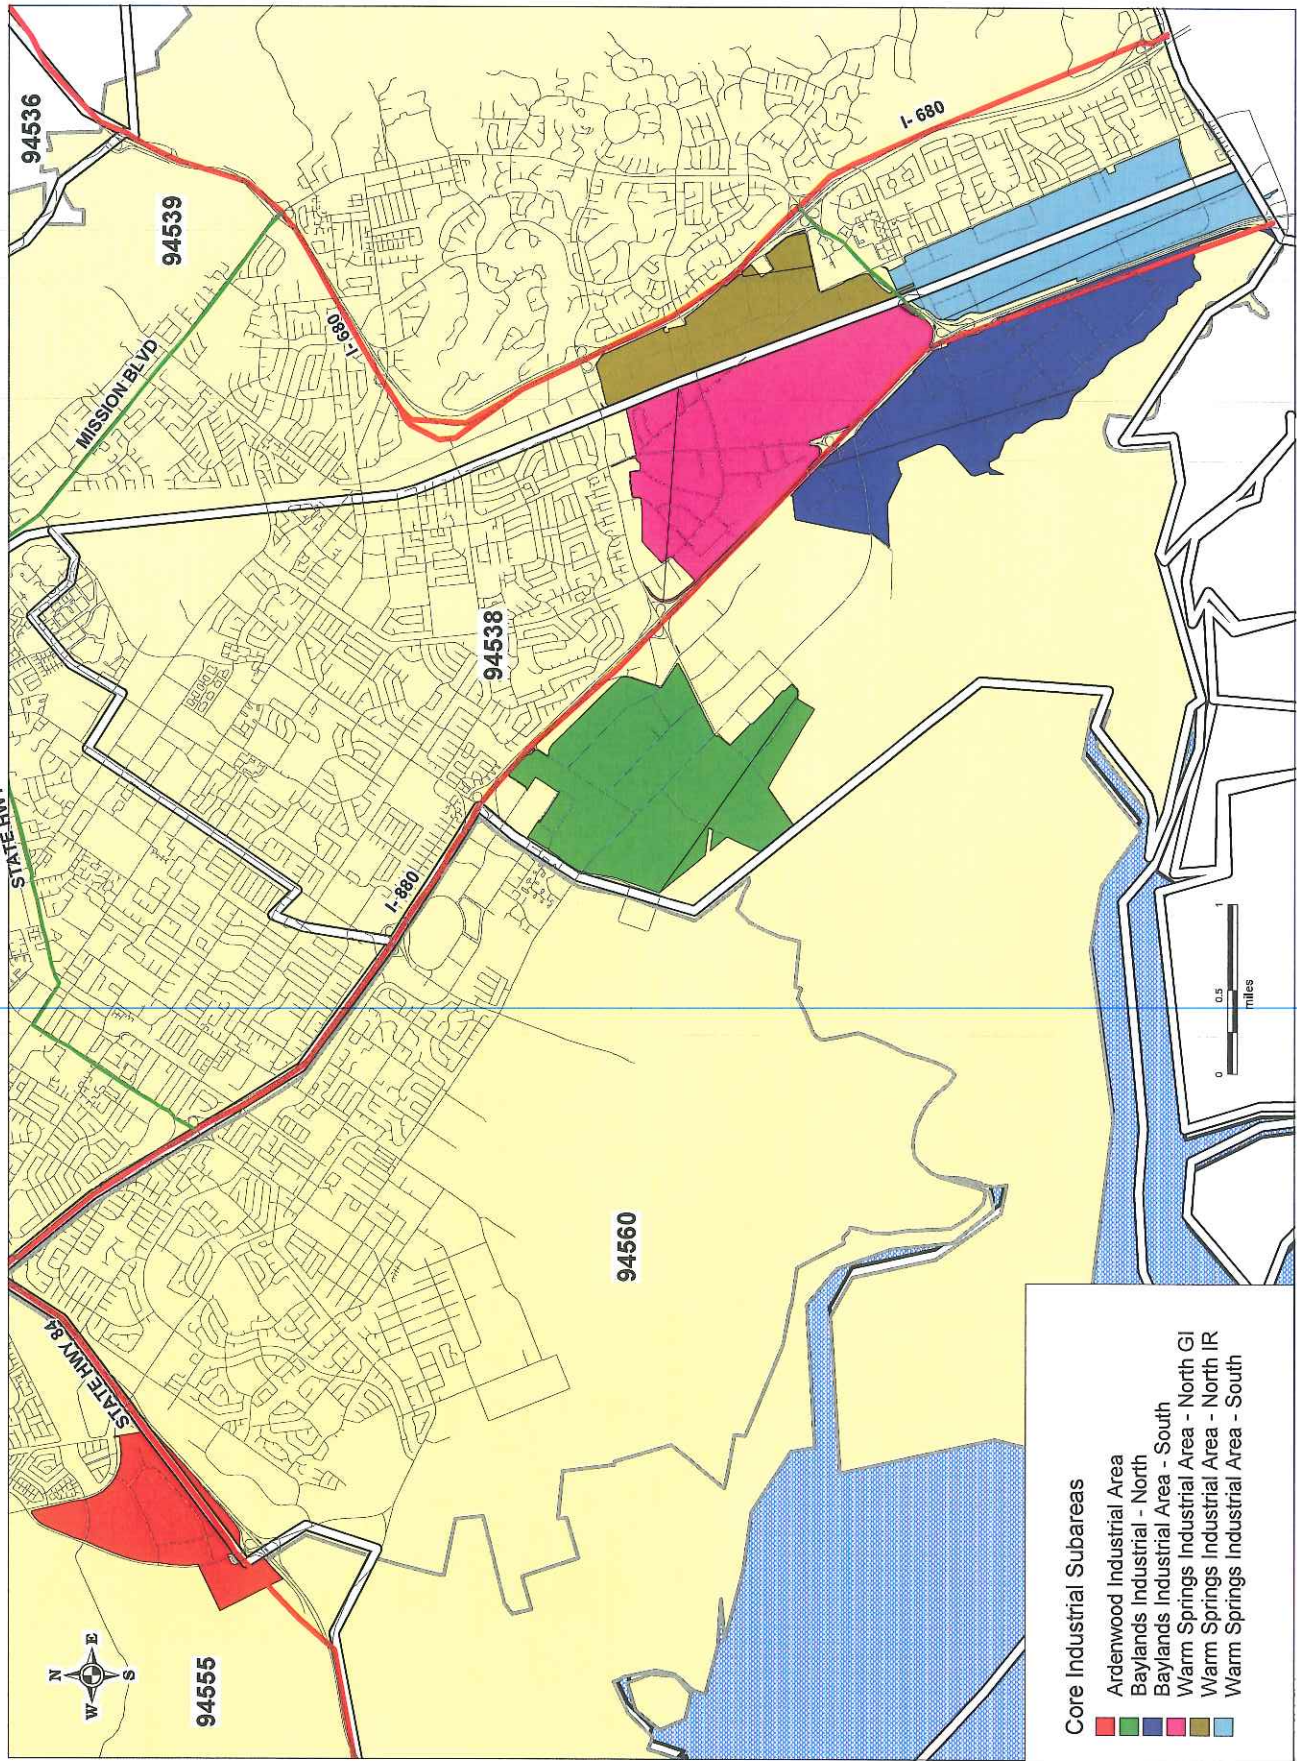 94536
94539
MISSION BLVD
I- 680
I- 680
STATE HWY
94538
I-880
STATE HWY 84
94560
94555
N
W
E
S
0
0.5
1
miles
Core Industrial Subareas
Ardenwood Industrial Area
Baylands Industrial - North
Baylands Industrial Area - South
Warm Springs Industrial Area - North GI
Warm Springs Industrial Area - North IR
Warm Springs Industrial Area - South